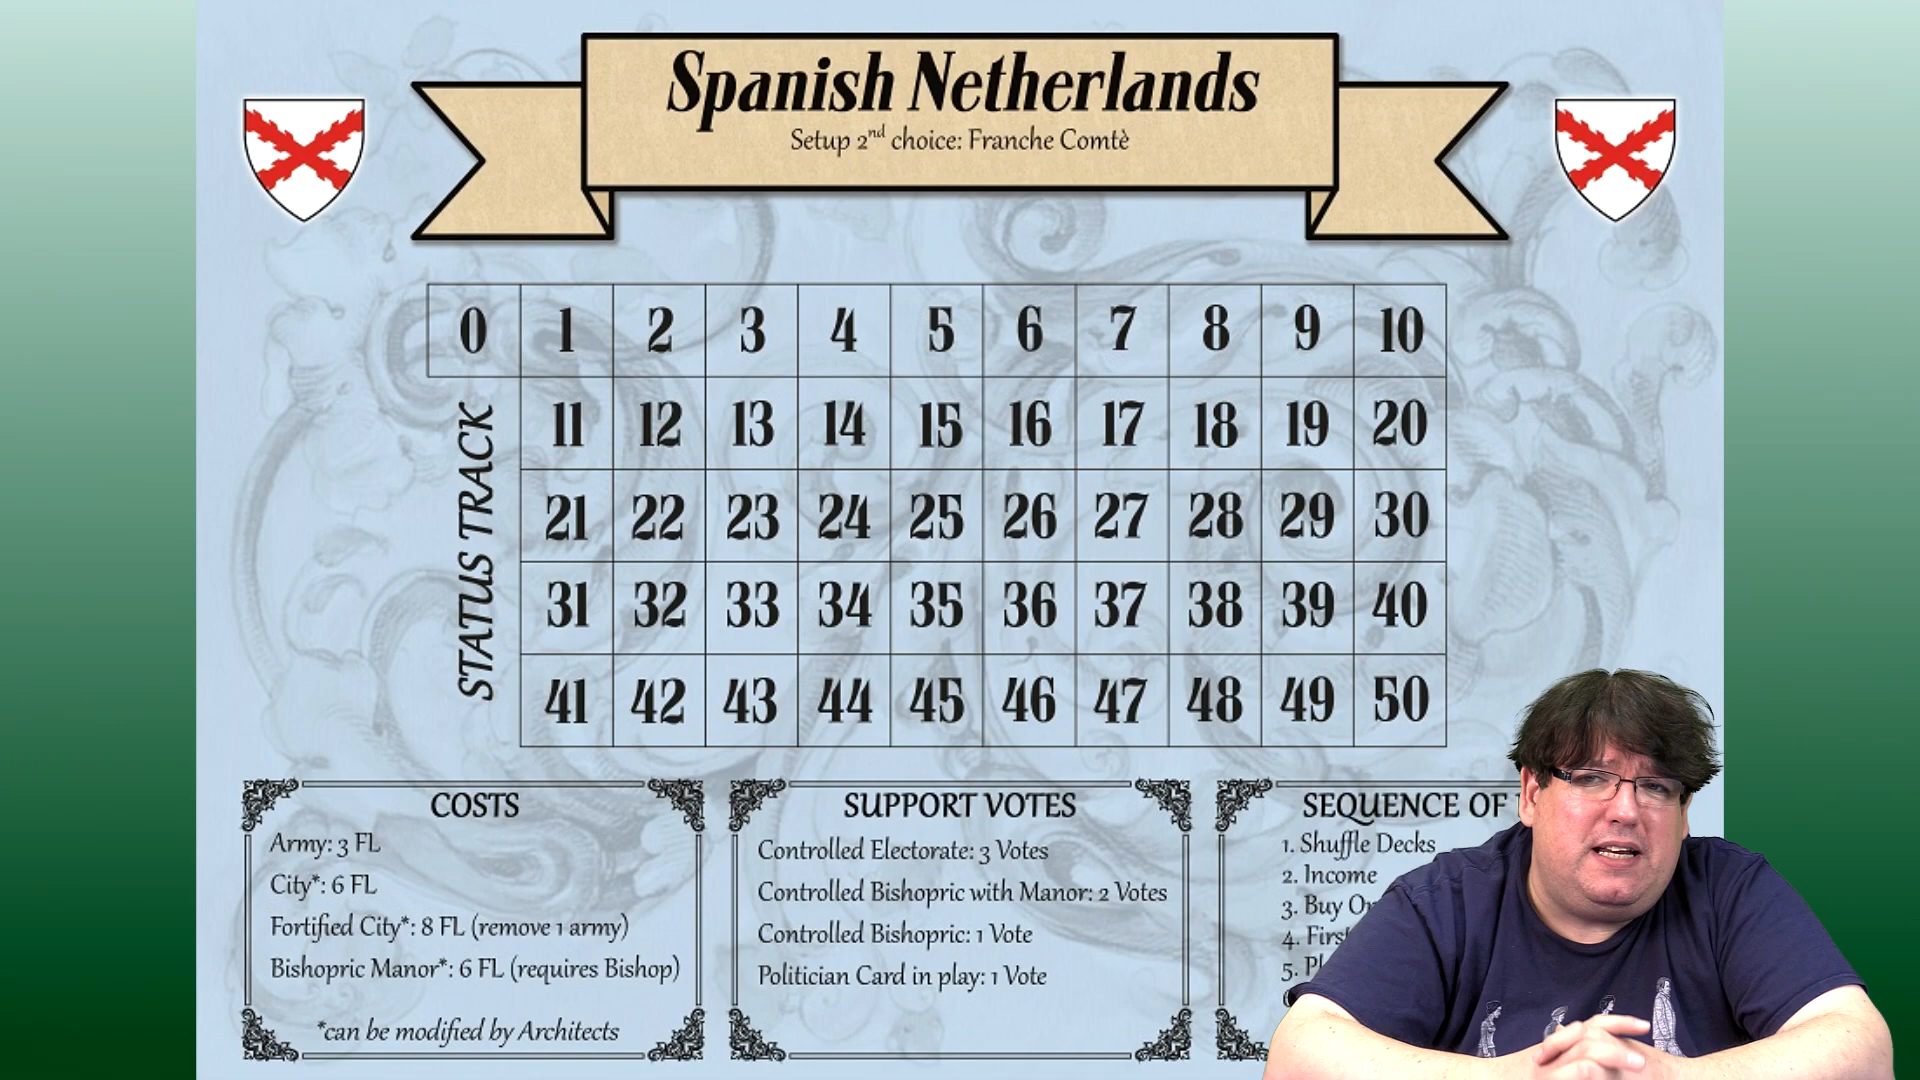 Spanish Netherlands
Setup 2nd choice: Franche Comtè
0 1 2 3 4 5 6 7 8 9 10
11 12 13 14 15 16 17 18 19 20
21 22 23 24 25 26 27 28 29 30
31 32 33 34 35 36 37 38 39 40
41 42 43 44 45 46 47 48 49 50
STATUS TRACK
COSTS
Army: 3 FL
City*: 6 FL
Fortified City*: 8 FL (remove 1 army)
Bishopric Manor*: 6 FL (requires Bishop)
*can be modified by Architects
SUPPORT VOTES
Controlled Electorate: 3 Votes
Controlled Bishopric with Manor: 2 Votes
Controlled Bishopric: 1 Vote
Politician Card in play: 1 Vote
SEQUENCE OF
1. Shuffle Decks
2. Income
3. Buy
4.
5.